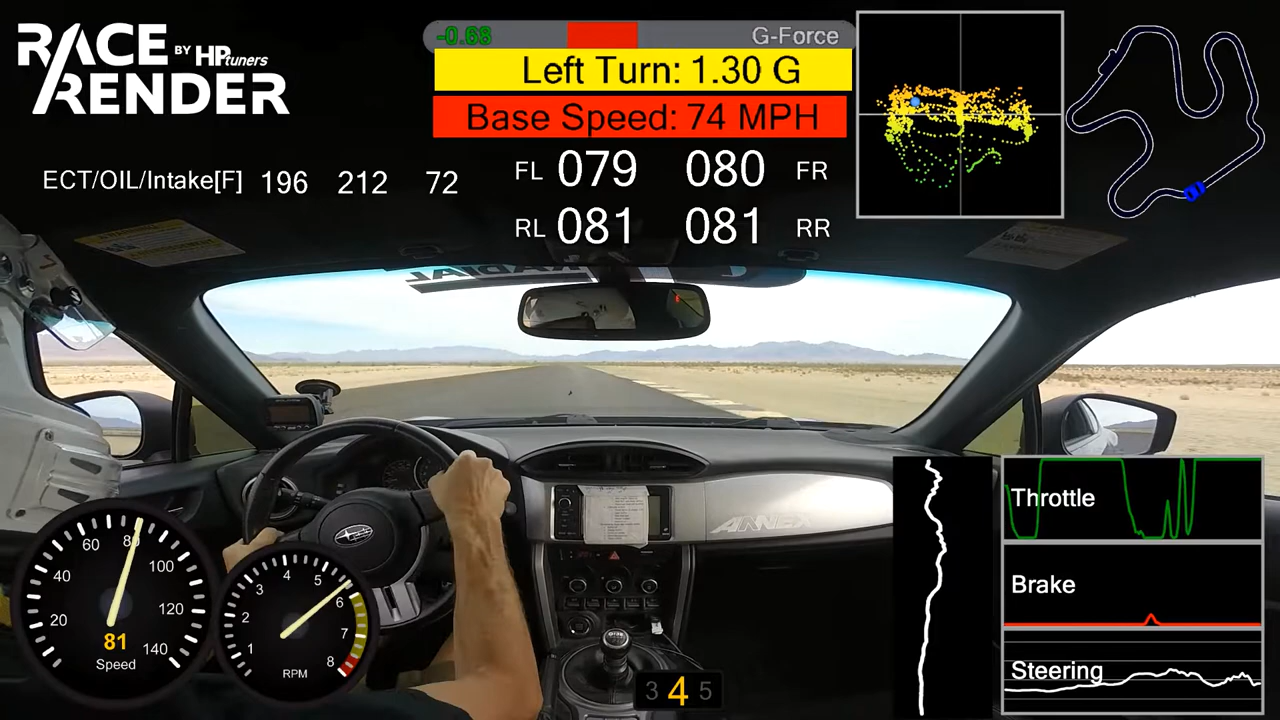 RACE BY HP tuners
RENDER
-0.68 G-Force
Left Turn: 1.30 G
Base Speed: 74 MPH
FL 079 080 FR
RL 081 081 RR
ECT/OIL/Intake[F] 196 212 72
RADIAL
ANNEX
Throttle
Brake
Steering
20 40 60 80 100 120 140
81
Speed
1 2 3 4 5 6 7 8
RPM
3 4 5